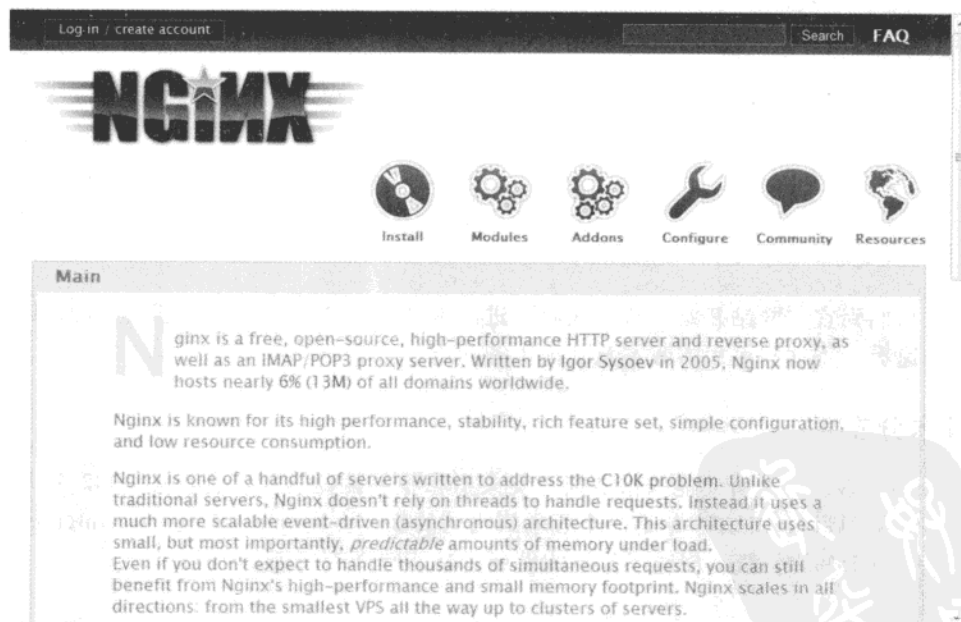 Log in / create account
Search
FAQ
NGINX
Install
Modules
Addons
Configure
Community
Resources
Main
Nginx is a free, open-source, high-performance HTTP server and reverse proxy, as
well as an IMAP/POP3 proxy server. Written by Igor Sysoev in 2005, Nginx now
hosts nearly 6% (13M) of all domains worldwide.
Nginx is known for its high performance, stability, rich feature set, simple configuration,
and low resource consumption.
Nginx is one of a handful of servers written to address the C10K problem. Unlike
traditional servers, Nginx doesn't rely on threads to handle requests. Instead it uses a
much more scalable event-driven (asynchronous) architecture. This architecture uses
small, but most importantly, predictable amounts of memory under load.
Even if you don't expect to handle thousands of simultaneous requests, you can still
benefit from Nginx's high-performance and small memory footprint. Nginx scales in all
directions: from the smallest VPS all the way up to clusters of servers.